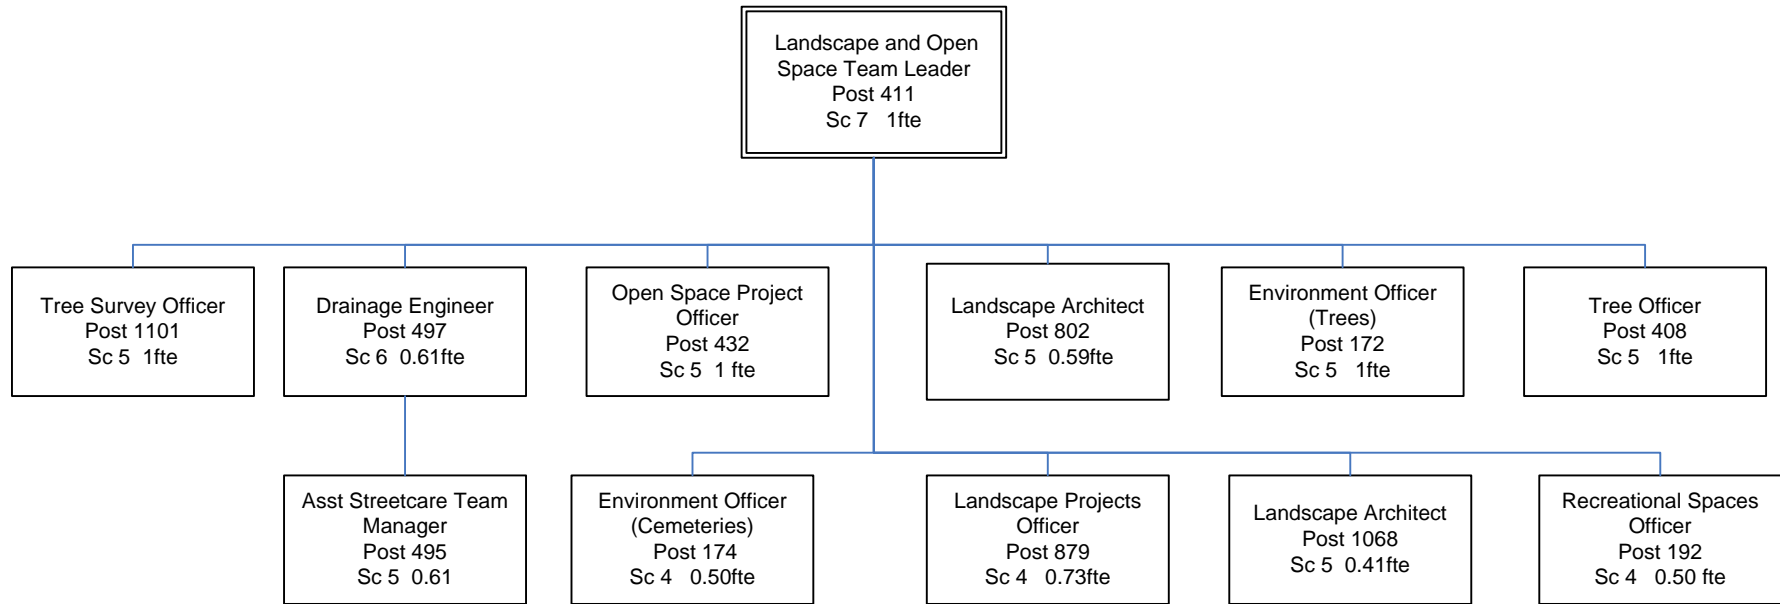 Landscape and Open
Space Team Leader
Post 411
Sc 7 1fte
Tree Survey Officer
Post 1101
Sc 5 1fte
Drainage Engineer
Post 497
Sc 6 0.61fte
Open Space Project
Officer
Post 432
Sc 5 1 fte
Landscape Architect
Post 802
Sc 5 0.59fte
Environment Officer
(Trees)
Post 172
Sc 5 1fte
Tree Officer
Post 408
Sc 5 1fte
Asst Streetcare Team
Manager
Post 495
Sc 5 0.61
Environment Officer
(Cemeteries)
Post 174
Sc 4 0.50fte
Landscape Projects
Officer
Post 879
Sc 4 0.73fte
Landscape Architect
Post 1068
Sc 5 0.41fte
Recreational Spaces
Officer
Post 192
Sc 4 0.50 fte